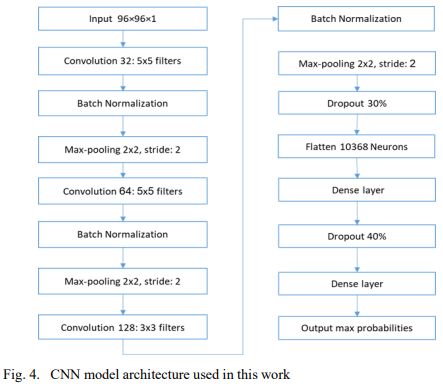 Input 96×96×1
Convolution 32: 5x5 filters
Batch Normalization
Max-pooling 2x2, stride: 2
Convolution 64: 5x5 filters
Batch Normalization
Max-pooling 2x2, stride: 2
Convolution 128: 3x3 filters
Batch Normalization
Max-pooling 2x2, stride: 2
Dropout 30%
Flatten 10368 Neurons
Dense layer
Dropout 40%
Dense layer
Output max probabilities
Fig. 4. CNN model architecture used in this work